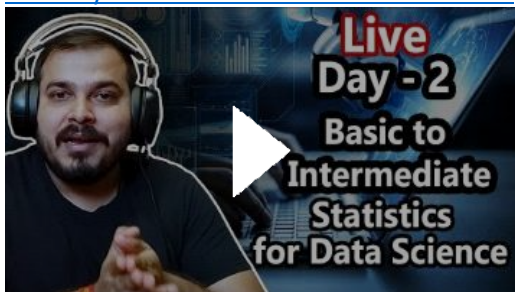 Live
Day - 2
Basic to
Intermediate
Statistics
for Data Science